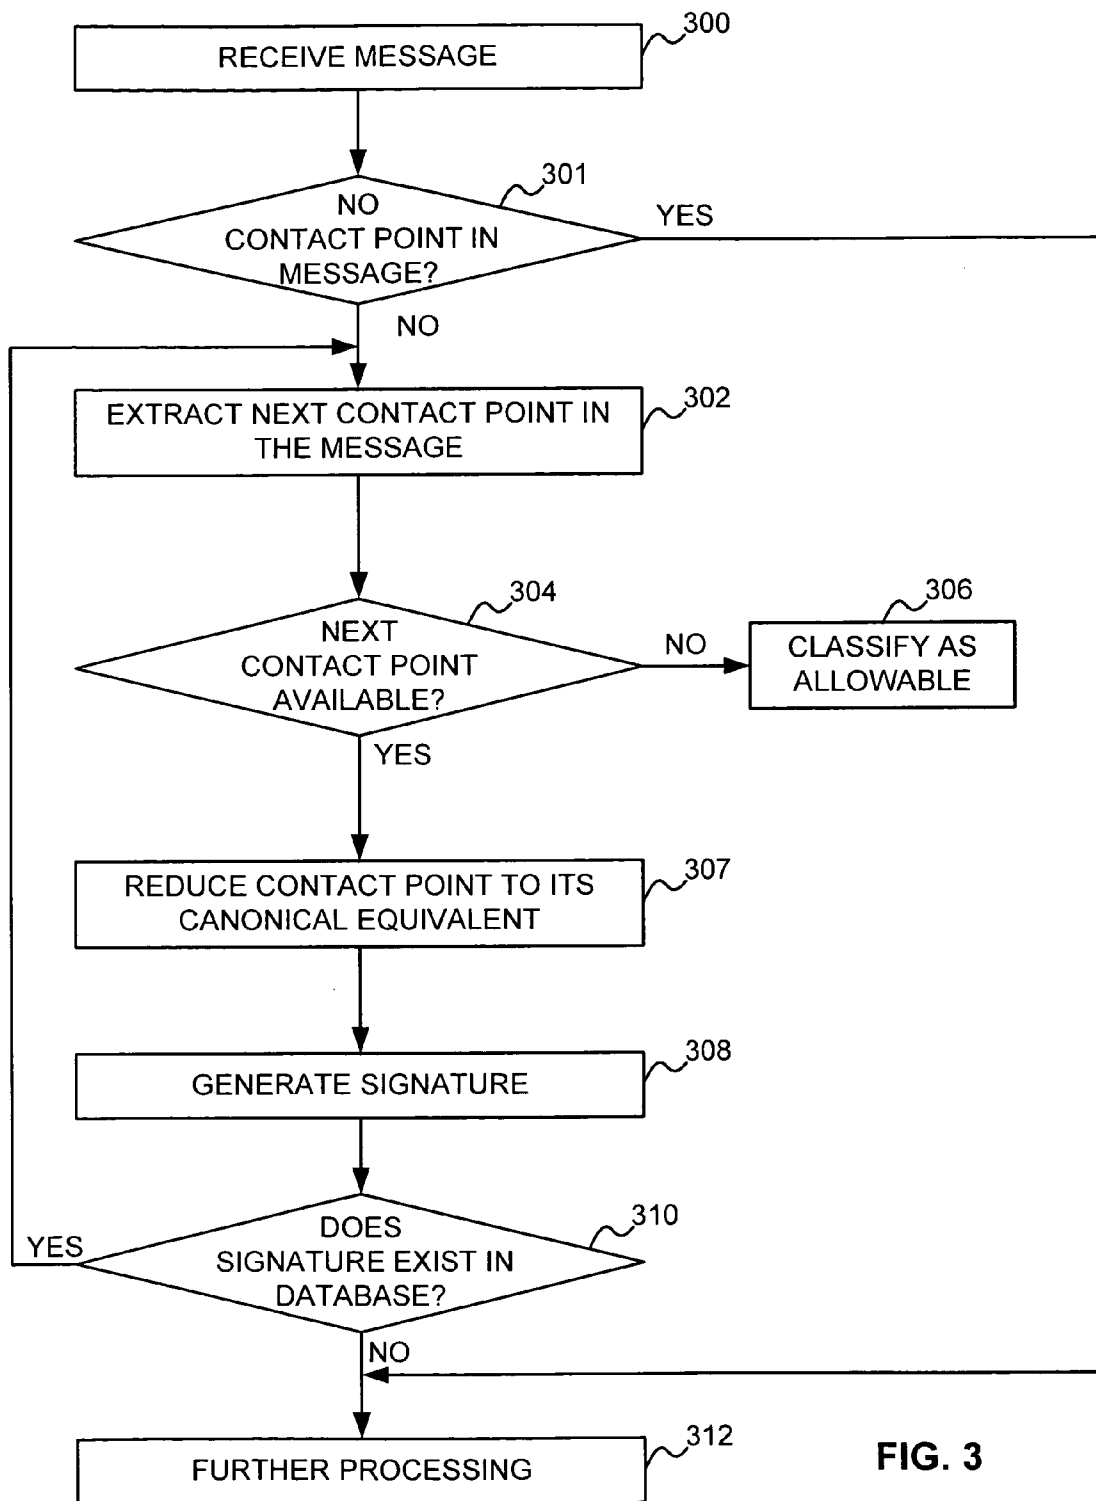 300
RECEIVE MESSAGE
301
NO
CONTACT POINT IN
MESSAGE?
YES
NO
302
EXTRACT NEXT CONTACT POINT IN
THE MESSAGE
304
NEXT
CONTACT POINT
AVAILABLE?
NO
306
CLASSIFY AS
ALLOWABLE
YES
307
REDUCE CONTACT POINT TO ITS
CANONICAL EQUIVALENT
308
GENERATE SIGNATURE
310
DOES
SIGNATURE EXIST IN
DATABASE?
YES
NO
312
FURTHER PROCESSING
FIG. 3